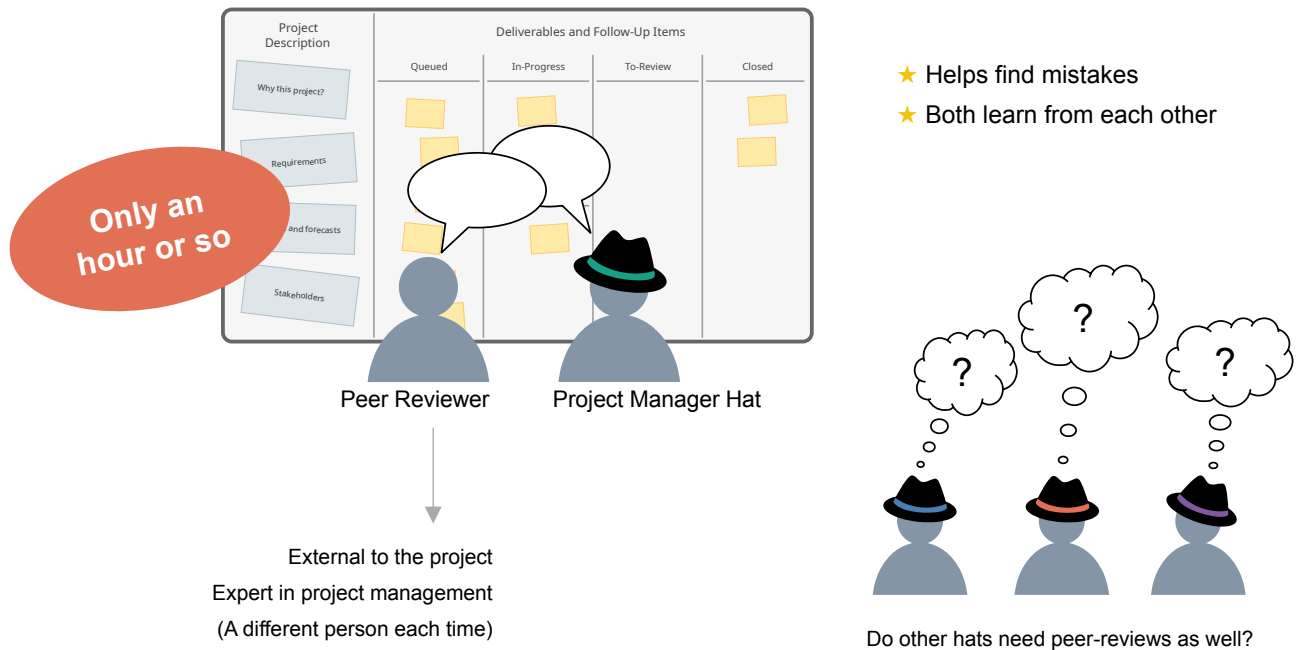 Project
Description
Deliverables and Follow-Up Items
Queued
In-Progress
To-Review
Closed
Why this project?
Requirements
and forecasts
Stakeholders
Only an
hour or so
★ Helps find mistakes
★ Both learn from each other
Peer Reviewer
Project Manager Hat
External to the project
Expert in project management
(A different person each time)
?
?
?
Do other hats need peer-reviews as well?